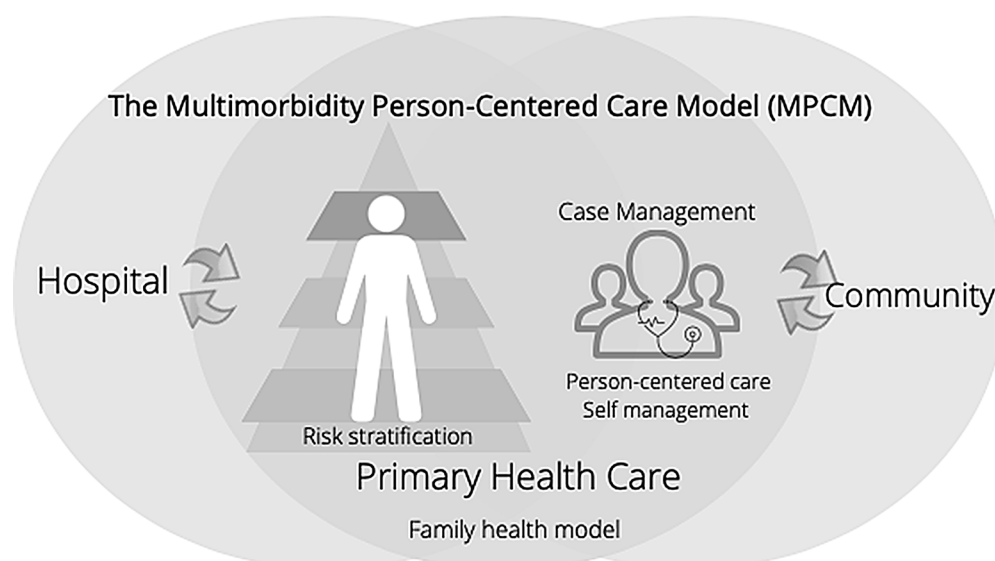 The Multimorbidity Person-Centered Care Model (MPCM)
Case Management
Hospital
Community
Person-centered care
Self management
Risk stratification
Primary Health Care
Family health model